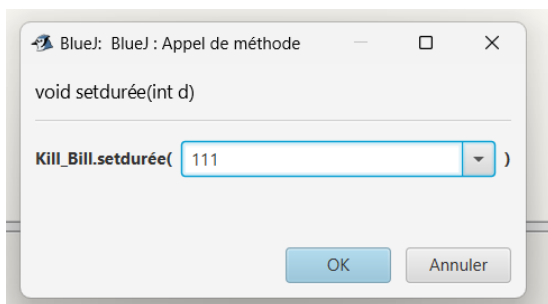 BlueJ: BlueJ : Appel de méthode
void setdurée(int d)
Kill_Bill.setdurée( 111 )
OK Annuler